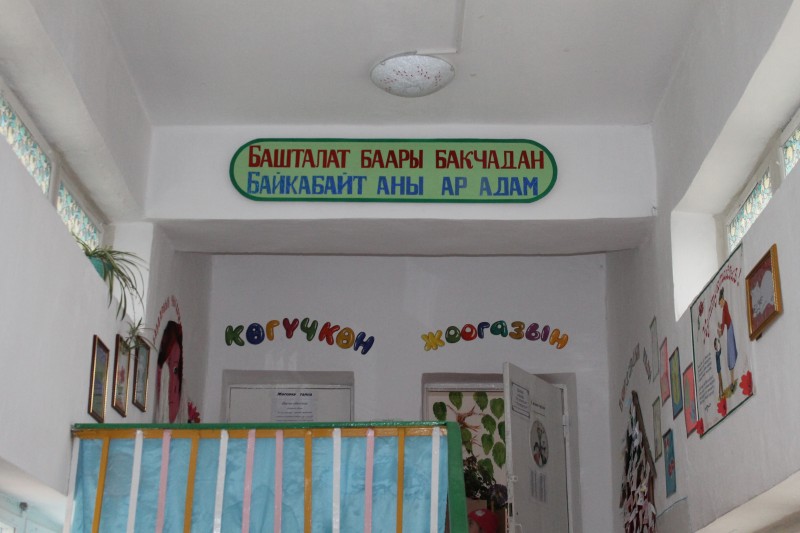 БАШТАЛАТ БААРЫ БАКЧАДАН
БАЙКАБАЙТ АНЫ АР АДАМ
КӨГҮЧКӨН
ЖООГАЗЫН